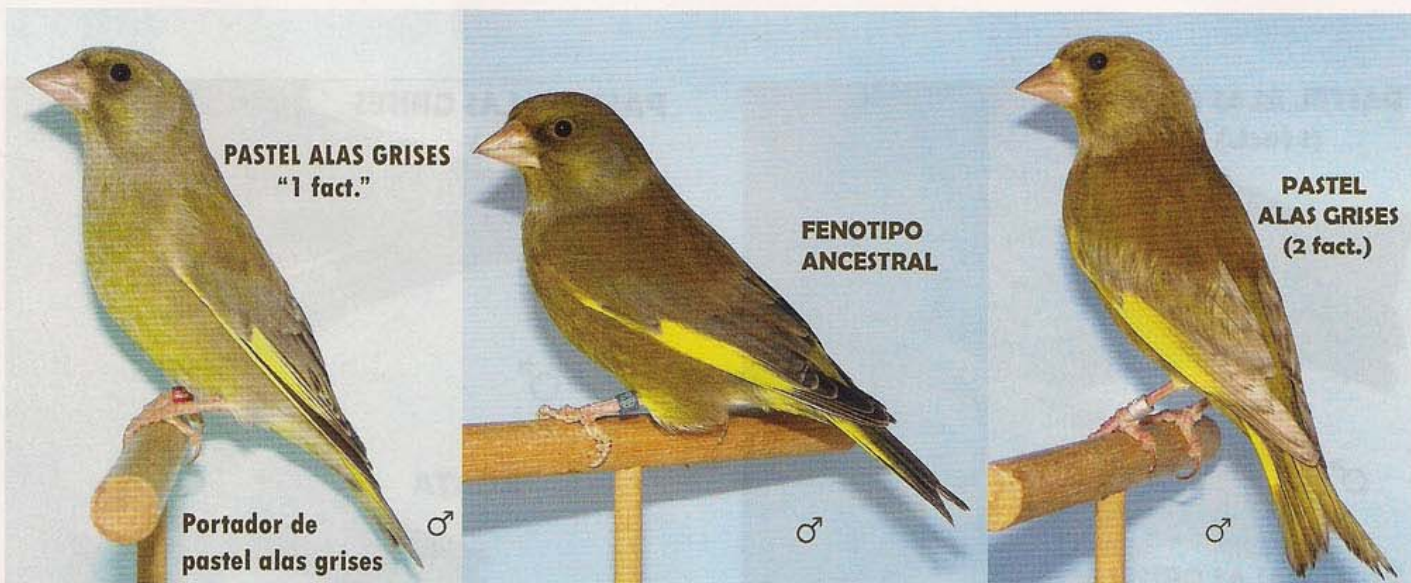 PASTEL ALAS GRISES
“1 fact.”
Portador de
pastel alas grises
♂
FENOTIPO
ANCESTRAL
♂
PASTEL
ALAS GRISES
(2 fact.)
♂